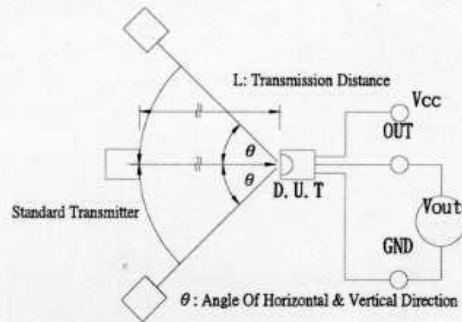 L: Transmission Distance
Vcc
OUT
θ
θ
D.U.T
Standard Transmitter
Vout
GND
θ: Angle Of Horizontal & Vertical Direction